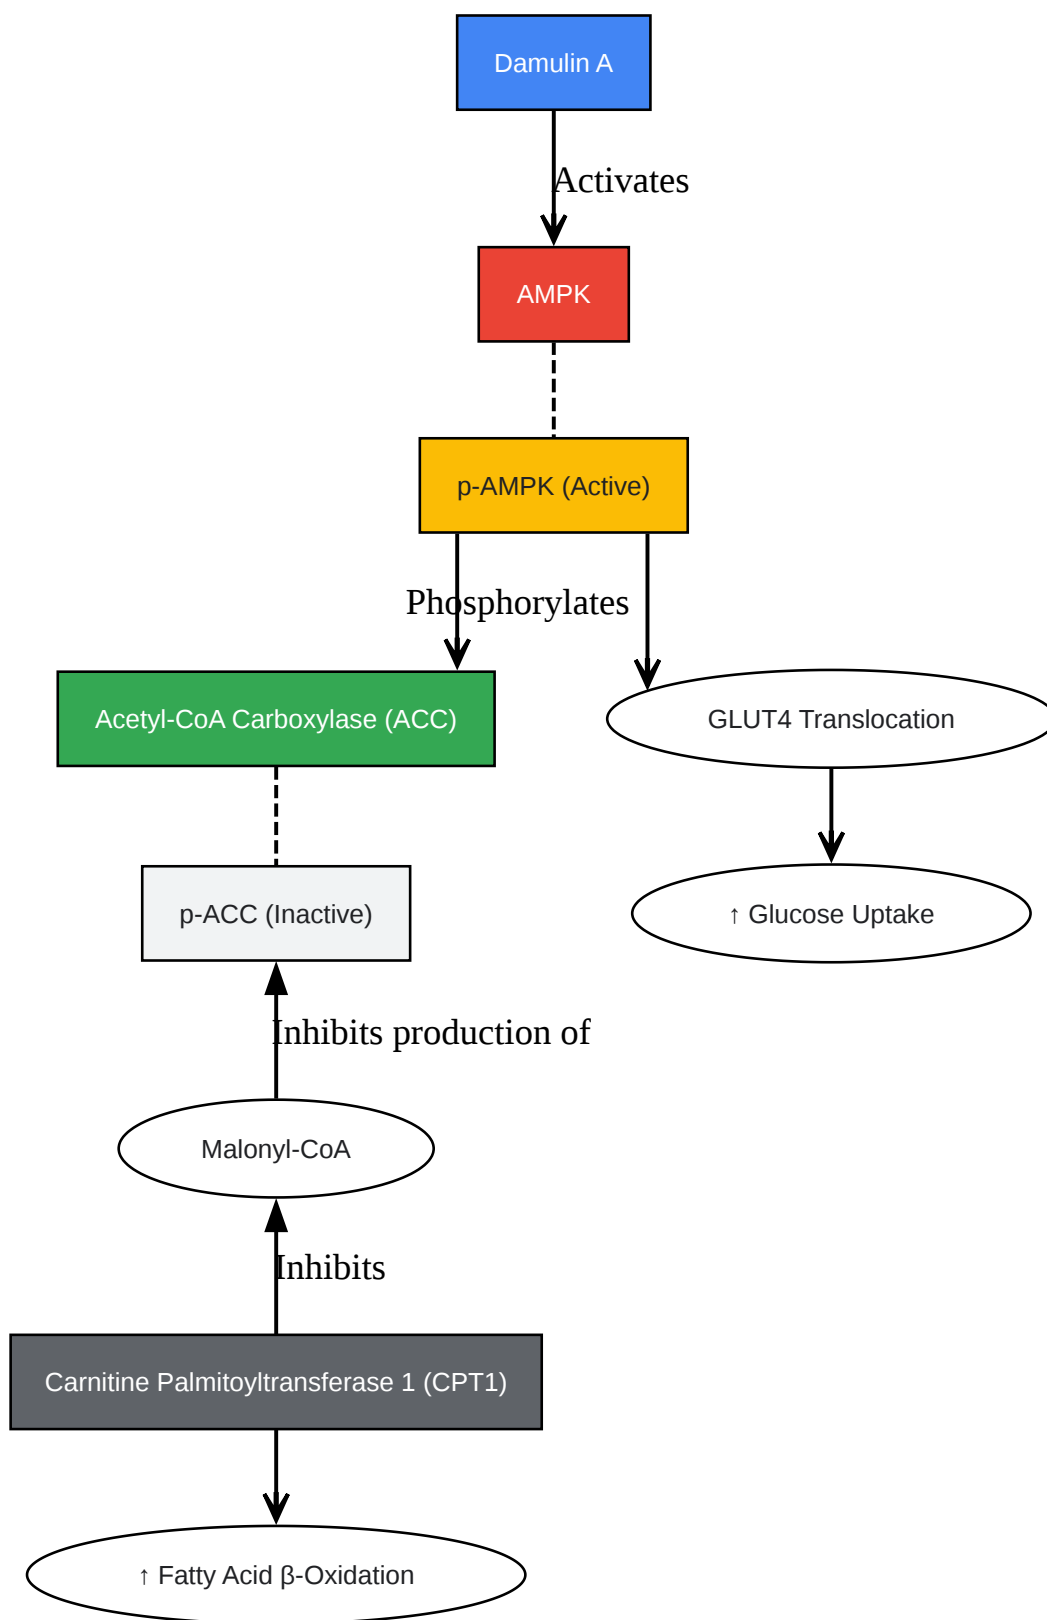 Damulin A
Activates
AMPK
p-AMPK (Active)
Phosphorylates
Acetyl-CoA Carboxylase (ACC)
GLUT4 Translocation
p-ACC (Inactive)
↑ Glucose Uptake
Inhibits production of
Malonyl-CoA
Inhibits
Carnitine Palmitoyltransferase 1 (CPT1)
↑ Fatty Acid β-Oxidation